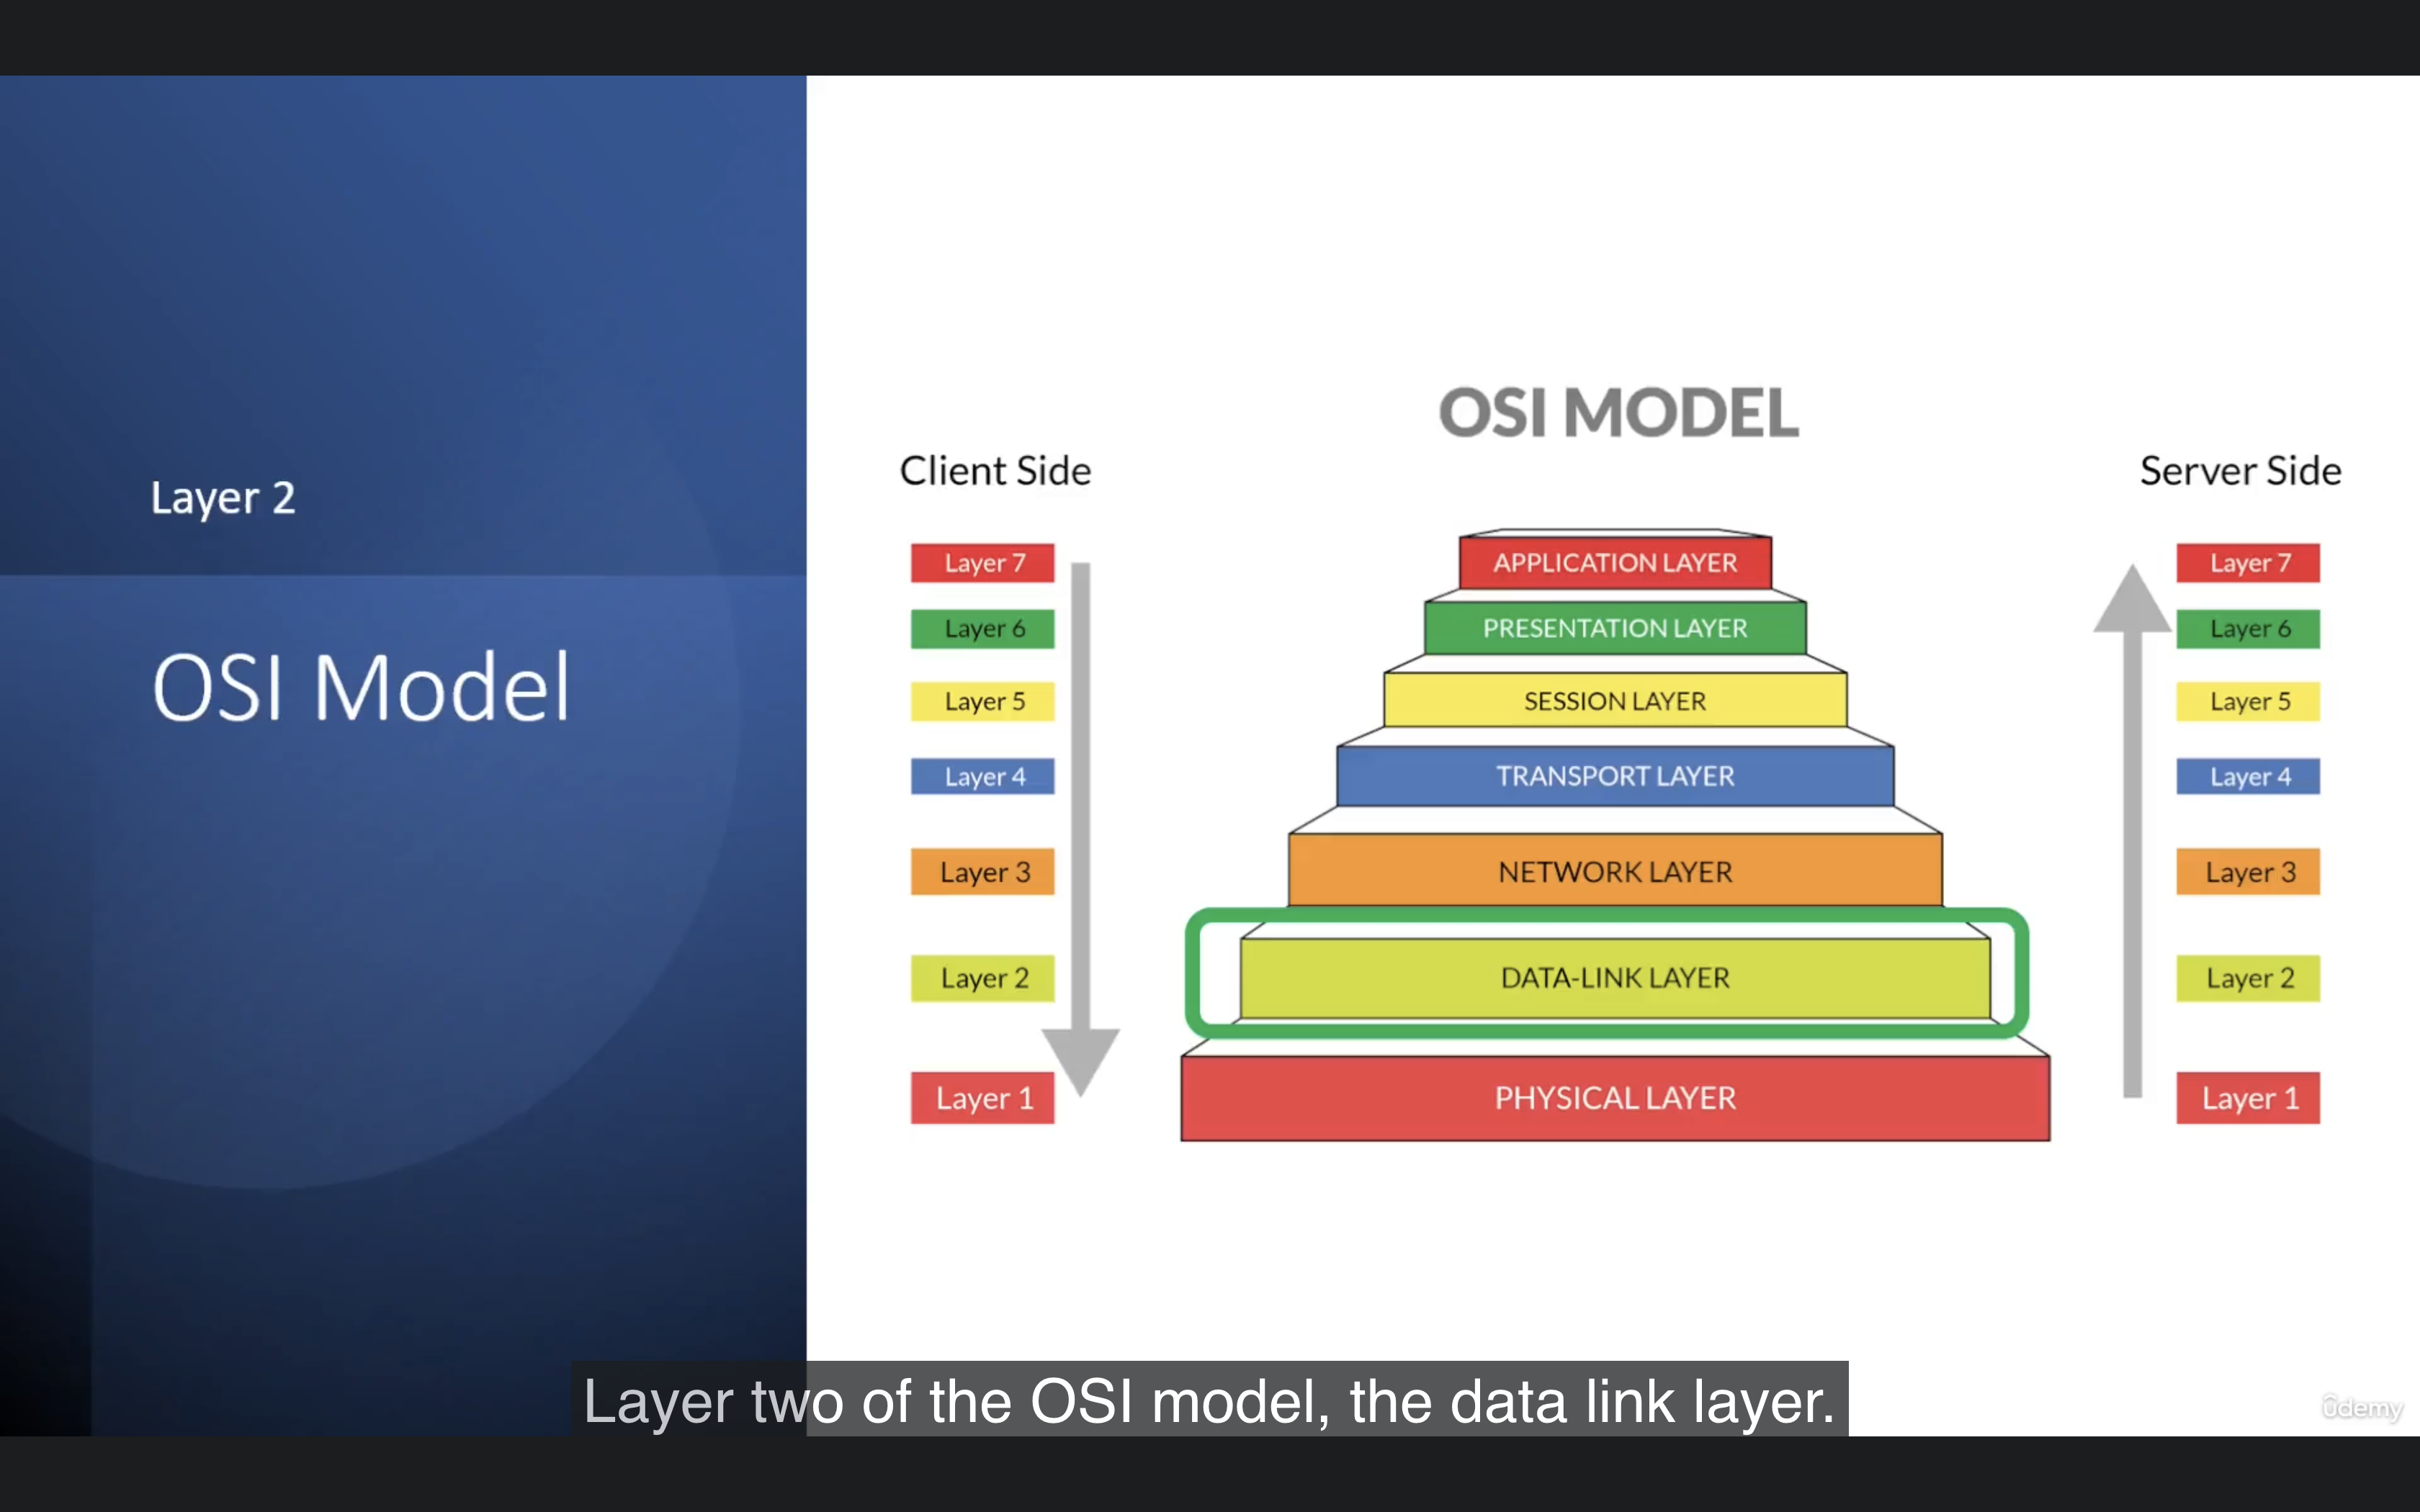 Layer 2
OSI Model
OSI MODEL
Client Side
Server Side
Layer 7
APPLICATION LAYER
Layer 7
Layer 6
PRESENTATION LAYER
Layer 6
Layer 5
SESSION LAYER
Layer 5
Layer 4
TRANSPORT LAYER
Layer 4
Layer 3
NETWORK LAYER
Layer 3
Layer 2
DATA-LINK LAYER
Layer 2
Layer 1
PHYSICAL LAYER
Layer 1
Layer two of the OSI model, the data link layer.
ûdemy